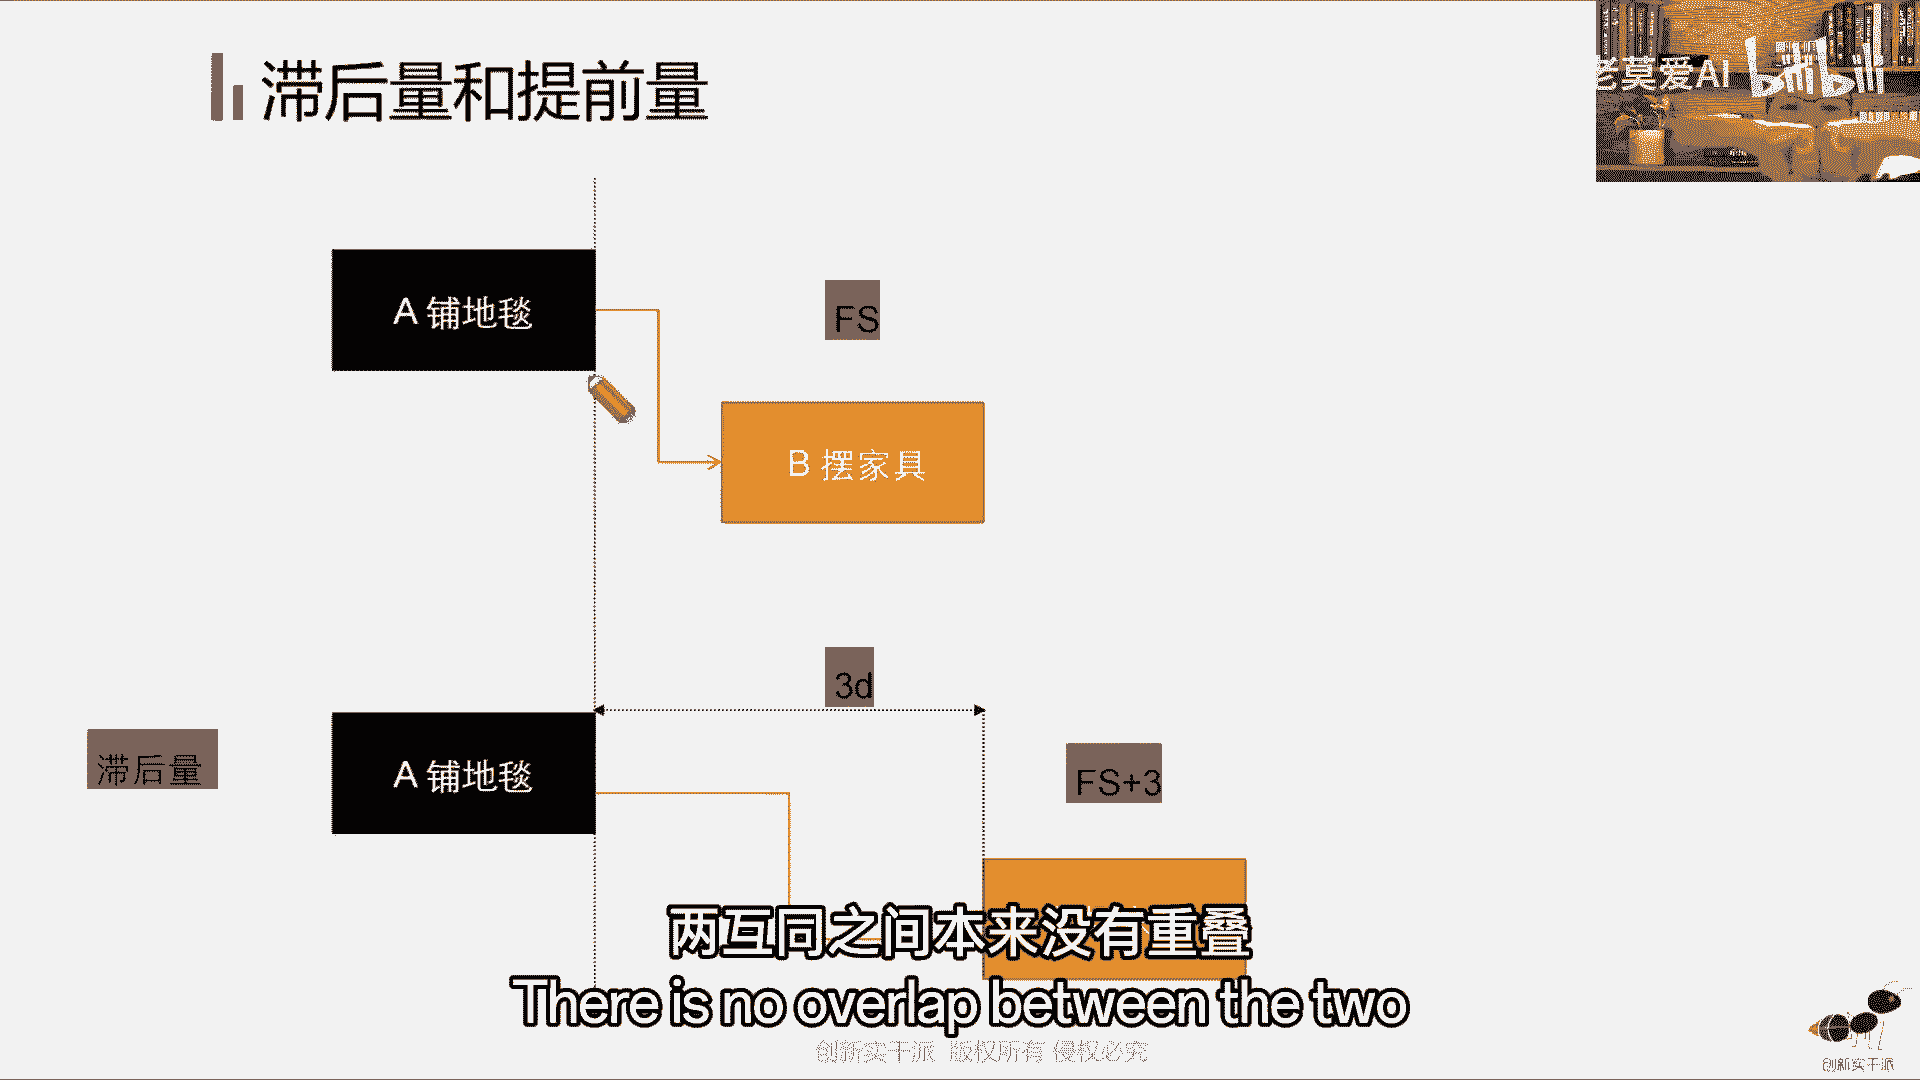 滞后量和提前量
老莫爱AI
bilibili
A 铺地毯
FS
B 摆家具
3d
滞后量
A 铺地毯
FS+3
两互同之间本来没有重叠
There is no overlap between the two
创新实干派 版权所有 侵权必究
创新实干派